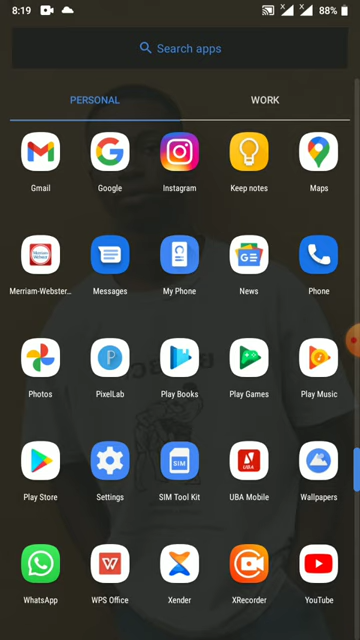 8:19 88%
Search apps
PERSONAL WORK
Gmail Google Instagram Keep notes Maps
Merriam-Webster... Messages My Phone News Phone
Photos PixelLab Play Books Play Games Play Music
SIM UBA
Play Store Settings SIM Tool Kit UBA Mobile Wallpapers
WhatsApp WPS Office Xender XRecorder YouTube